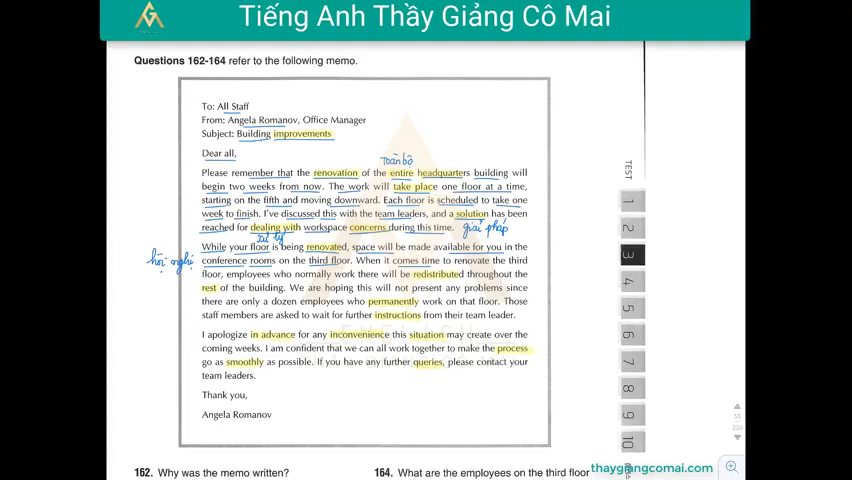 Tiếng Anh Thầy Giảng Cô Mai
Questions 162-164 refer to the following memo.
To: All Staff
From: Angela Romanov, Office Manager
Subject: Building improvements
Dear all,
toàn bộ
Please remember that the renovation of the entire headquarters building will
begin two weeks from now. The work will take place one floor at a time,
starting on the fifth and moving downward. Each floor is scheduled to take one
week to finish. I've discussed this with the team leaders, and a solution has been
reached for dealing with workspace concerns during this time.
giải pháp
xử lý
While your floor is being renovated, space will be made available for you in the
hội nghị
conference rooms on the third floor. When it comes time to renovate the third
floor, employees who normally work there will be redistributed throughout the
rest of the building. We are hoping this will not present any problems since
there are only a dozen employees who permanently work on that floor. Those
staff members are asked to wait for further instructions from their team leader.
I apologize in advance for any inconvenience this situation may create over the
coming weeks. I am confident that we can all work together to make the process
go as smoothly as possible. If you have any further queries, please contact your
team leaders.
Thank you,
Angela Romanov
162. Why was the memo written?
164. What are the employees on the third floor
thaygiangcomai.com
TEST
1
2
3
4
5
6
7
8
9
10
220